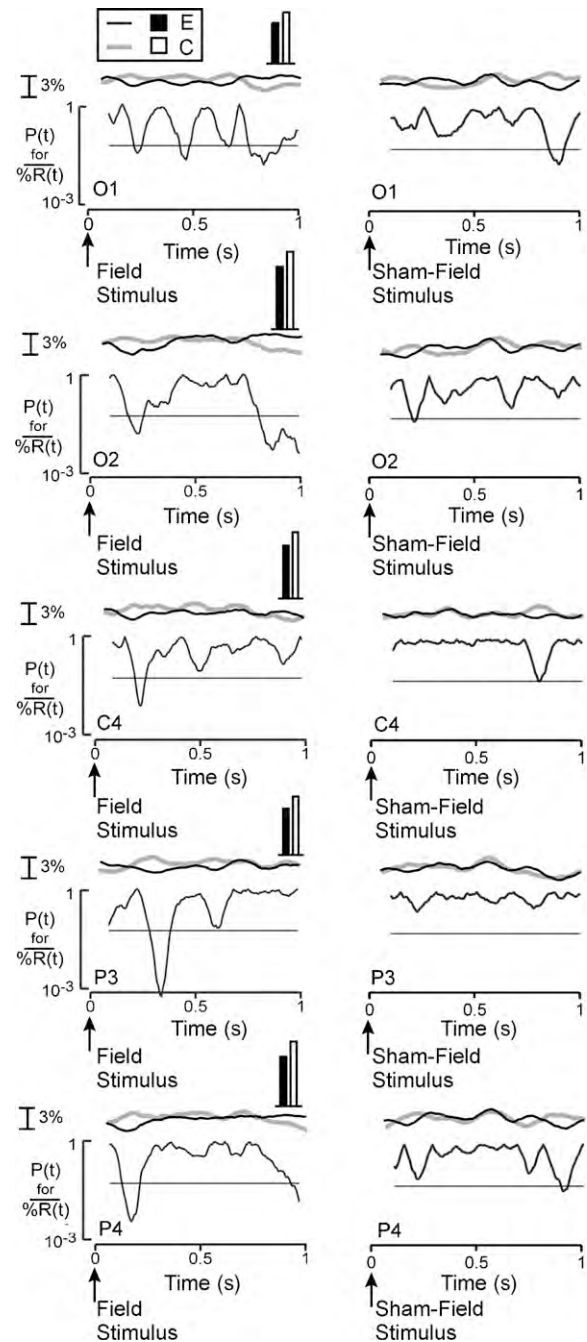 E
C
3%
1
P(t)
for
%R(t)
10-3
O1
O1
0 0.5 1
0 0.5 1
Time (s)
Time (s)
Field
Stimulus
Sham-Field
Stimulus
3%
1
P(t)
for
%R(t)
10-3
O2
O2
0 0.5 1
0 0.5 1
Time (s)
Time (s)
Field
Stimulus
Sham-Field
Stimulus
3%
1
P(t)
for
%R(t)
10-3
C4
C4
0 0.5 1
0 0.5 1
Time (s)
Time (s)
Field
Stimulus
Sham-Field
Stimulus
3%
1
P(t)
for
%R(t)
10-3
P3
P3
0 0.5 1
0 0.5 1
Time (s)
Time (s)
Field
Stimulus
Sham-Field
Stimulus
3%
1
P(t)
for
%R(t)
10-3
P4
P4
0 0.5 1
0 0.5 1
Time (s)
Time (s)
Field
Stimulus
Sham-Field
Stimulus